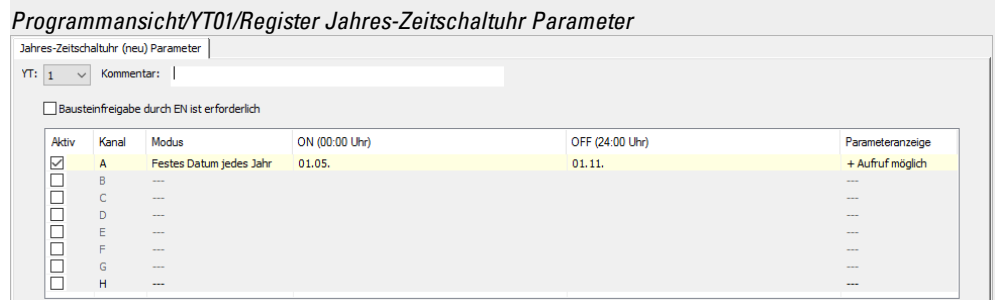 Programmansicht/YT01/Register Jahres-Zeitschaltuhr Parameter
Jahres-Zeitschaltuhr (neu) Parameter
YT: 1 Kommentar:
Bausteinfreigabe durch EN ist erforderlich
Aktiv Kanal Modus ON (00:00 Uhr) OFF (24:00 Uhr) Parameteranzeige
A Festes Datum jedes Jahr 01.05. 01.11. + Aufruf möglich
B --- ---
C --- ---
D --- ---
E --- ---
F --- ---
G --- ---
H --- ---